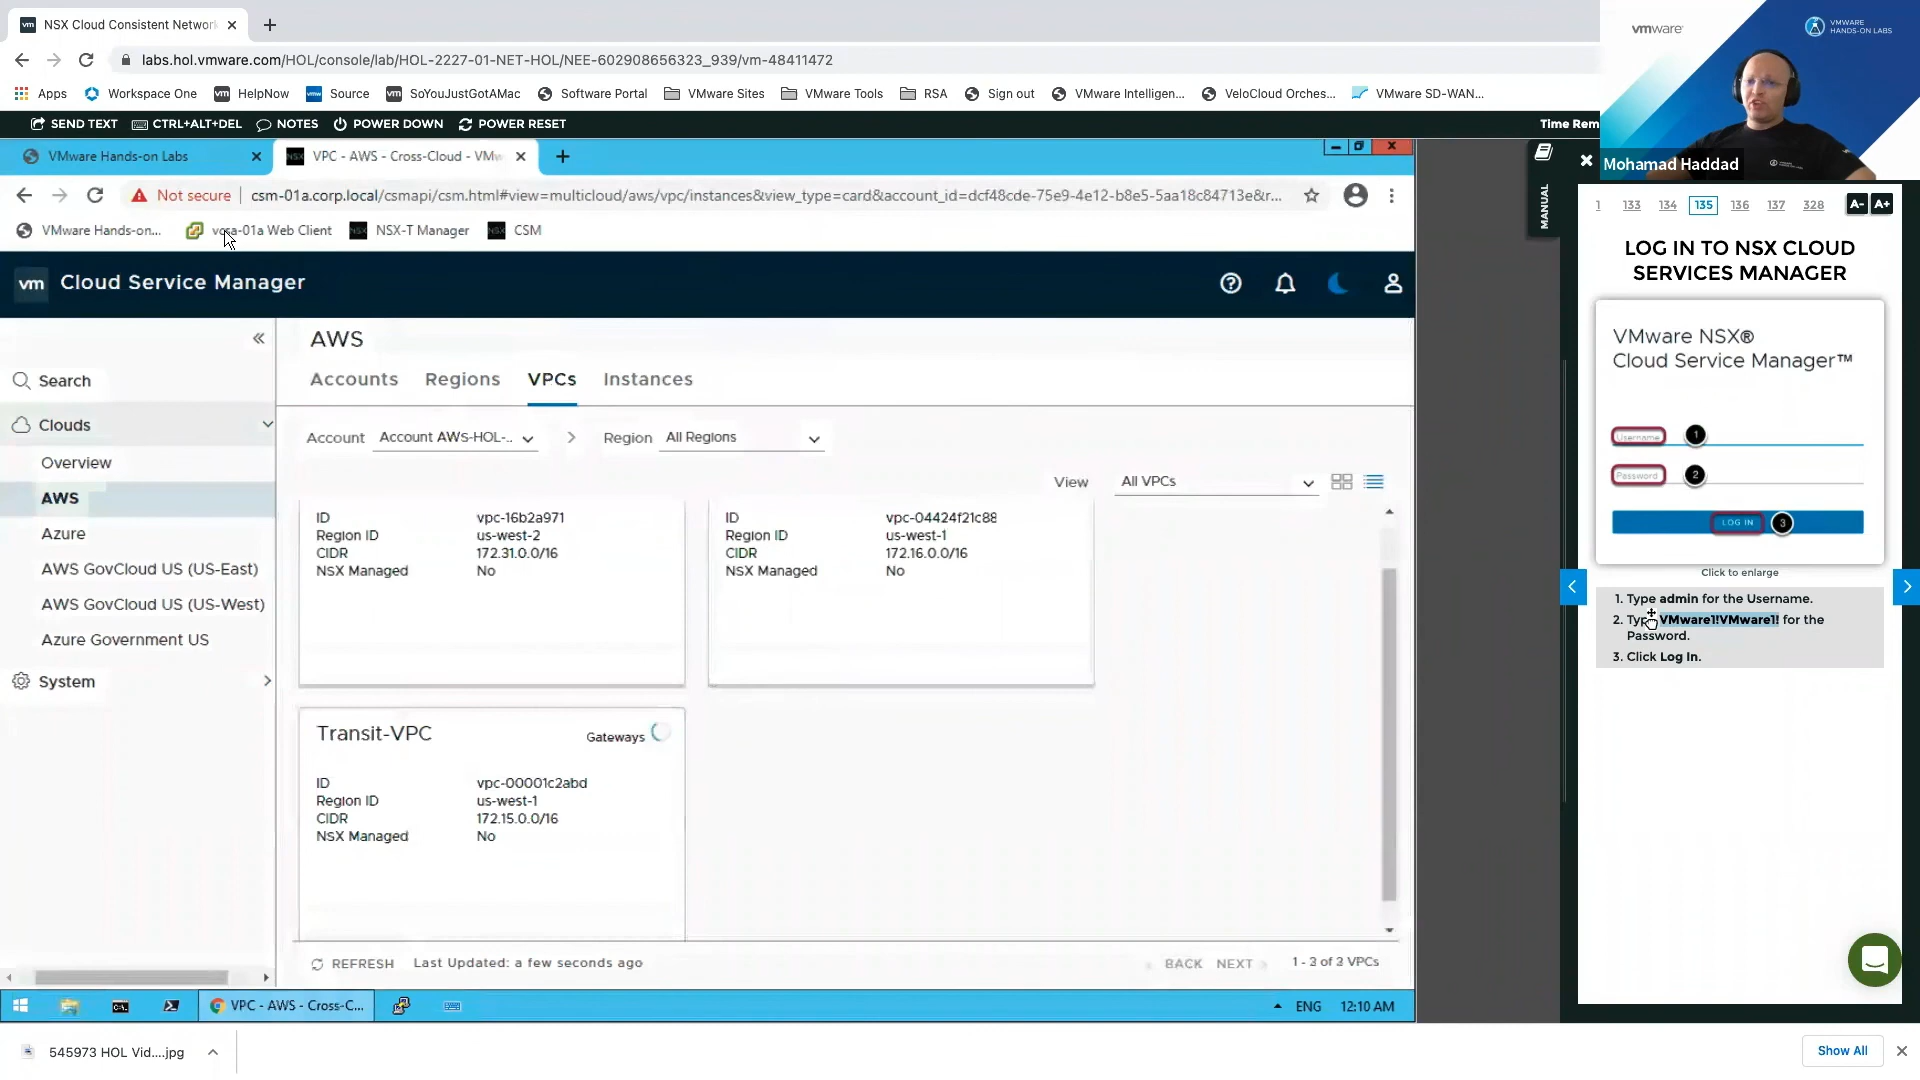 NSX Cloud Consistent Network
labs.hol.vmware.com/HOL/console/lab/HOL-2227-01-NET-HOL/NEE-602908656323_939/vm-48411472
Apps
Workspace One
HelpNow
Source
SoYouJustGotAMac
Software Portal
VMware Sites
VMware Tools
RSA
Sign out
VMware Intelligen...
VeloCloud Orches...
VMware SD-WAN...
SEND TEXT
CTRL+ALT+DEL
NOTES
POWER DOWN
POWER RESET
Time Rem
VMware Hands-on Labs
VPC - AWS - Cross-Cloud - VMw
Not secure
csm-01a.corp.local/csmapi/csm.html#view=multicloud/aws/vpc/instances&view_type=card&account_id=dcf48cde-75e9-4e12-b8e5-5aa18c84713e&r...
VMware Hands-on...
vcsa-01a Web Client
NSX-T Manager
CSM
vm
Cloud Service Manager
AWS
Accounts
Regions
VPCs
Instances
Search
Clouds
Overview
AWS
Azure
AWS GovCloud US (US-East)
AWS GovCloud US (US-West)
Azure Government US
System
Account
Account AWS-HOL-..
Region
All Regions
View
All VPCs
ID vpc-16b2a971
Region ID us-west-2
CIDR 172.31.0.0/16
NSX Managed No
ID vpc-04424f21c88
Region ID us-west-1
CIDR 172.16.0.0/16
NSX Managed No
Transit-VPC
Gateways
ID vpc-00001c2abd
Region ID us-west-1
CIDR 172.15.0.0/16
NSX Managed No
REFRESH
Last Updated: a few seconds ago
BACK
NEXT
1 - 3 of 3 VPCs
VPC - AWS - Cross-C...
ENG
12:10 AM
545973 HOL Vid....jpg
Show All
vmware
VMWARE
HANDS-ON LABS
Mohamad Haddad
MANUAL
1 133 134 135 136 137 328
A- A+
LOG IN TO NSX CLOUD
SERVICES MANAGER
VMware NSX®
Cloud Service Manager™
Username
1
Password
2
LOG IN
3
Click to enlarge
1. Type admin for the Username.
2. Type VMware1!VMware1! for the
Password.
3. Click Log In.